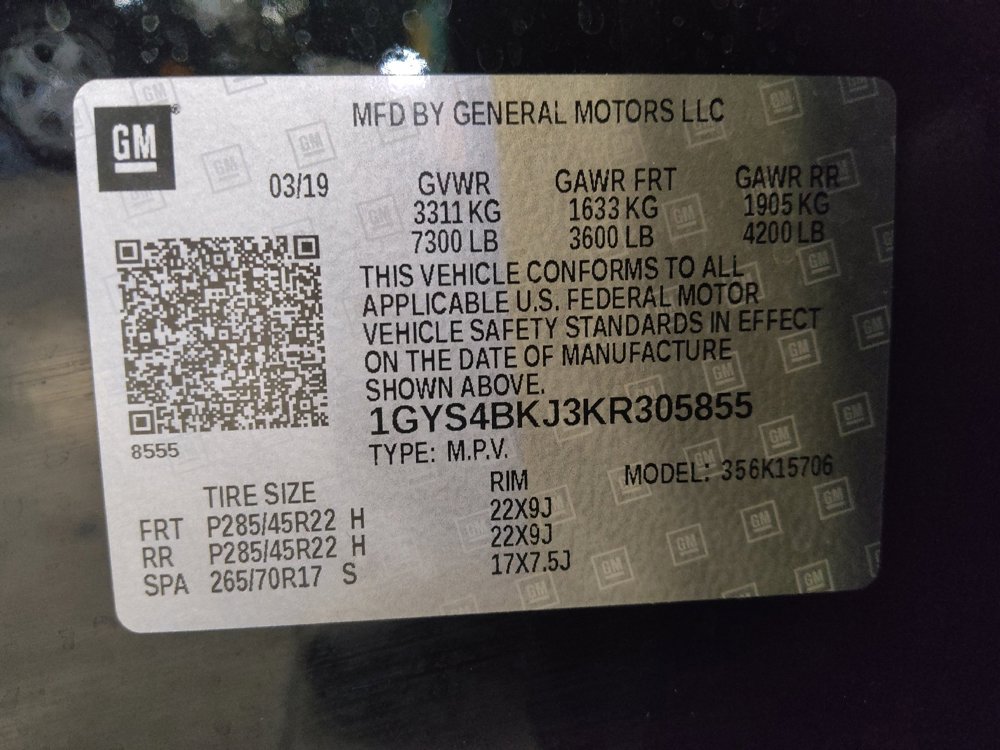 GM
MFD BY GENERAL MOTORS LLC
03/19
GVWR GAWR FRT GAWR RR
3311 KG 1633 KG 1905 KG
7300 LB 3600 LB 4200 LB
THIS VEHICLE CONFORMS TO ALL
APPLICABLE U.S. FEDERAL MOTOR
VEHICLE SAFETY STANDARDS IN EFFECT
ON THE DATE OF MANUFACTURE
SHOWN ABOVE.
1GYS4BKJ3KR305855
8555
TYPE: M.P.V.
MODEL: 356K15706
TIRE SIZE RIM
FRT P285/45R22 H 22X9J
RR P285/45R22 H 22X9J
SPA 265/70R17 S 17X7.5J